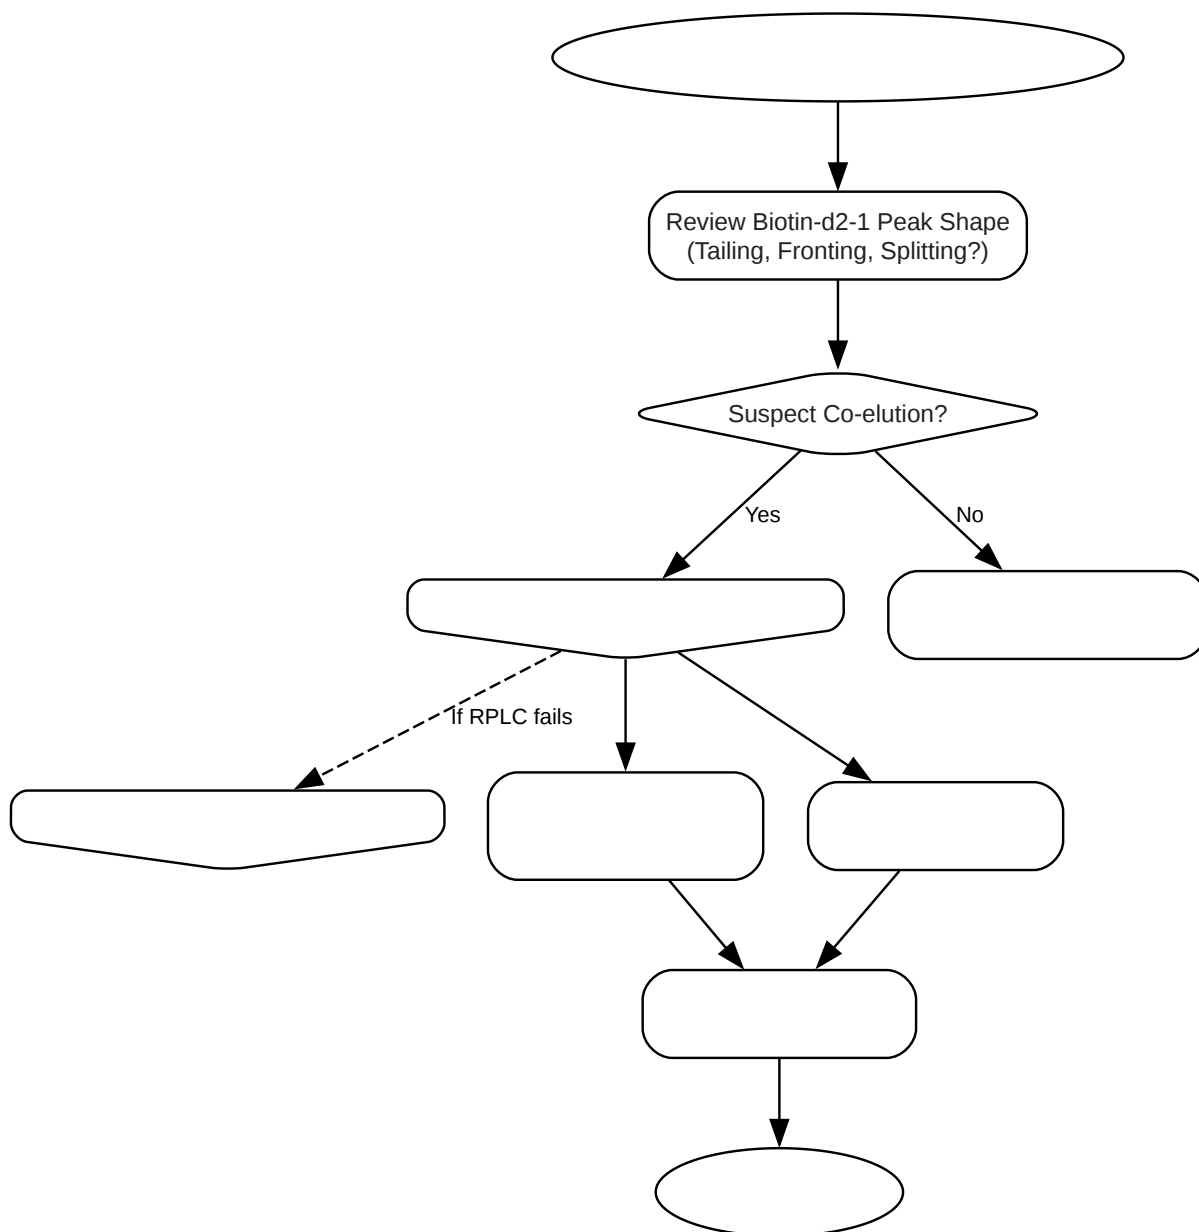 Review Biotin-d2-1 Peak Shape
(Tailing, Fronting, Splitting?)
Suspect Co-elution?
Yes
No
If RPLC fails